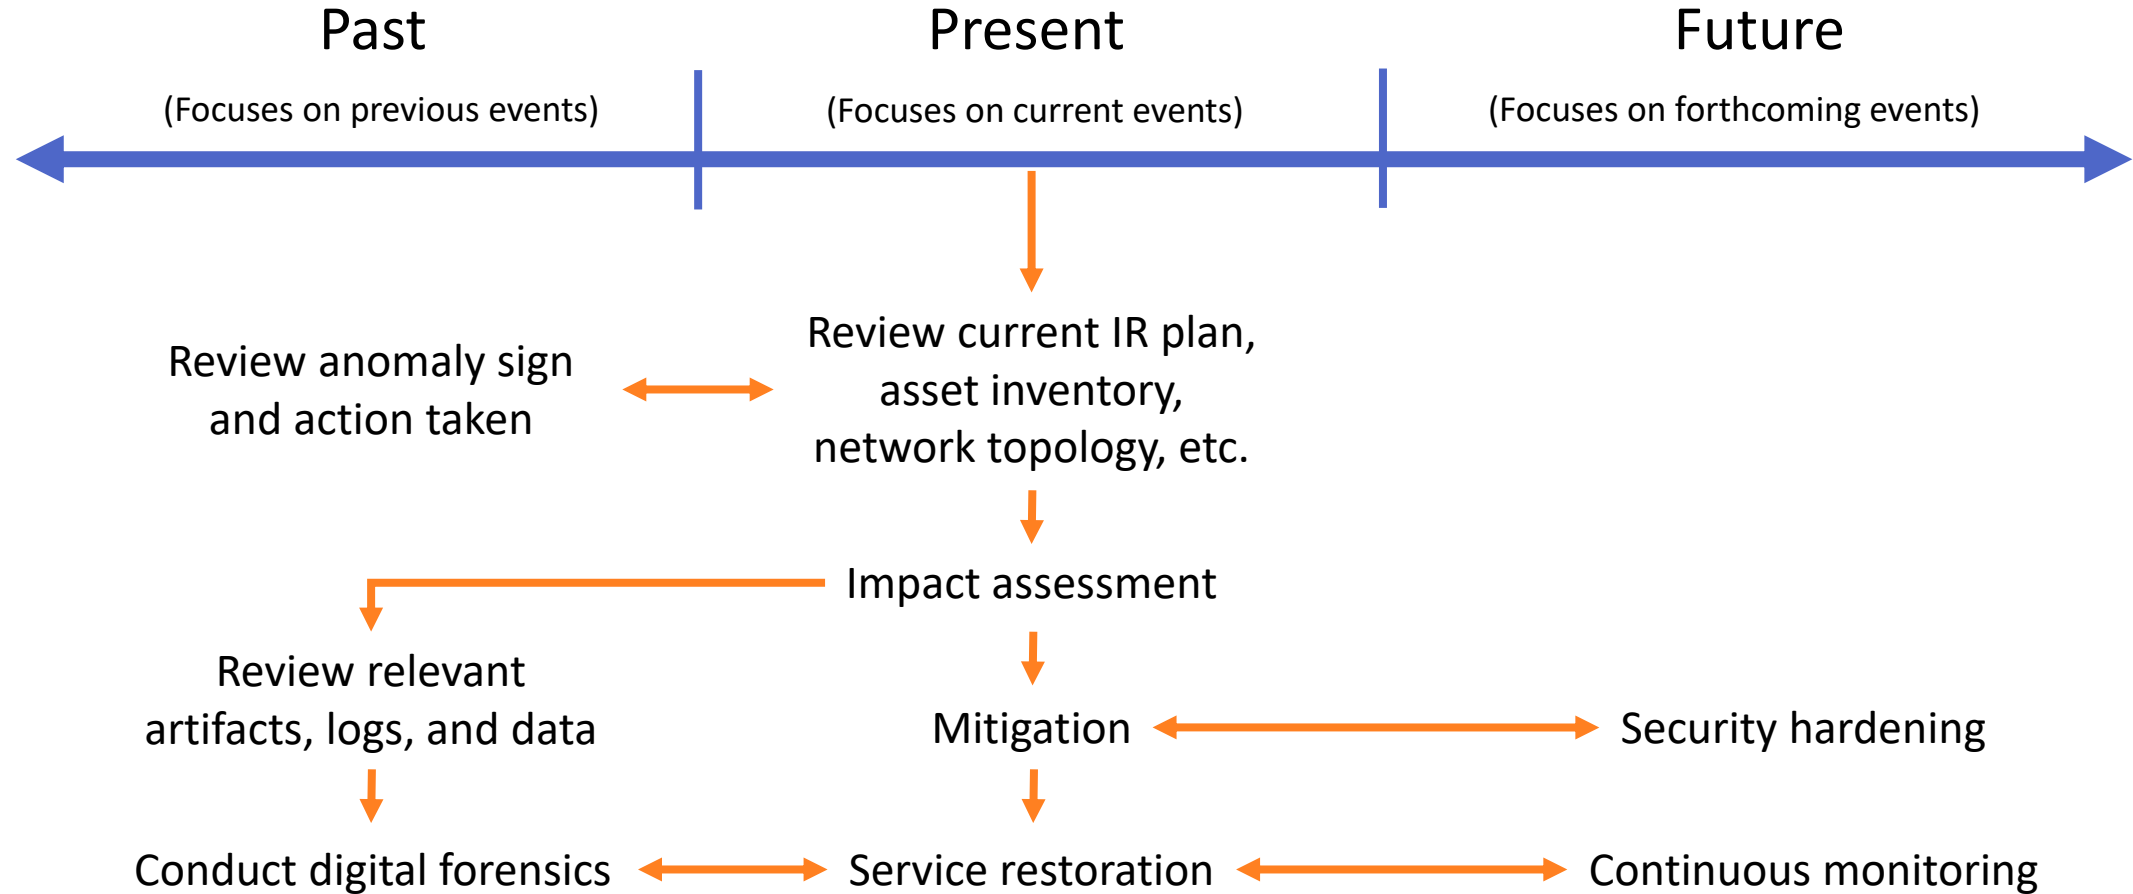 Past
Present
Future
(Focuses on previous events)
(Focuses on current events)
(Focuses on forthcoming events)
Review anomaly sign
and action taken
Review current IR plan,
asset inventory,
network topology, etc.
Impact assessment
Review relevant
artifacts, logs, and data
Mitigation
Security hardening
Conduct digital forensics
Service restoration
Continuous monitoring